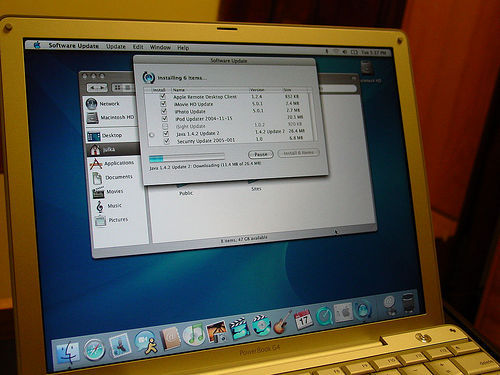 Software Update Update Edit Window Help
Tue 5:37 PM
Software Update
Installing 6 items...
Install Name Version Size
Apple Remote Desktop Client 1.2.4 832 KB
iMovie HD Update 5.0.1 2.4 MB
iPhoto Update 5.0.1 2.7 MB
iPod Updater 2004-11-15 20.1 MB
iSight Update 1.0.2 920 KB
Java 1.4.2 Update 2 1.4.2 Update 2 26.4 MB
Security Update 2005-001 1.0 6.8 MB
Pause Install 6 Items
Java 1.4.2 Update 2: Downloading (11.4 MB of 26.4 MB)
Network
Macintosh HD
Desktop
julka
Applications
Documents
Movies
Music
Pictures
Public
Sites
8 items, 47 GB available
17
PowerBook G4